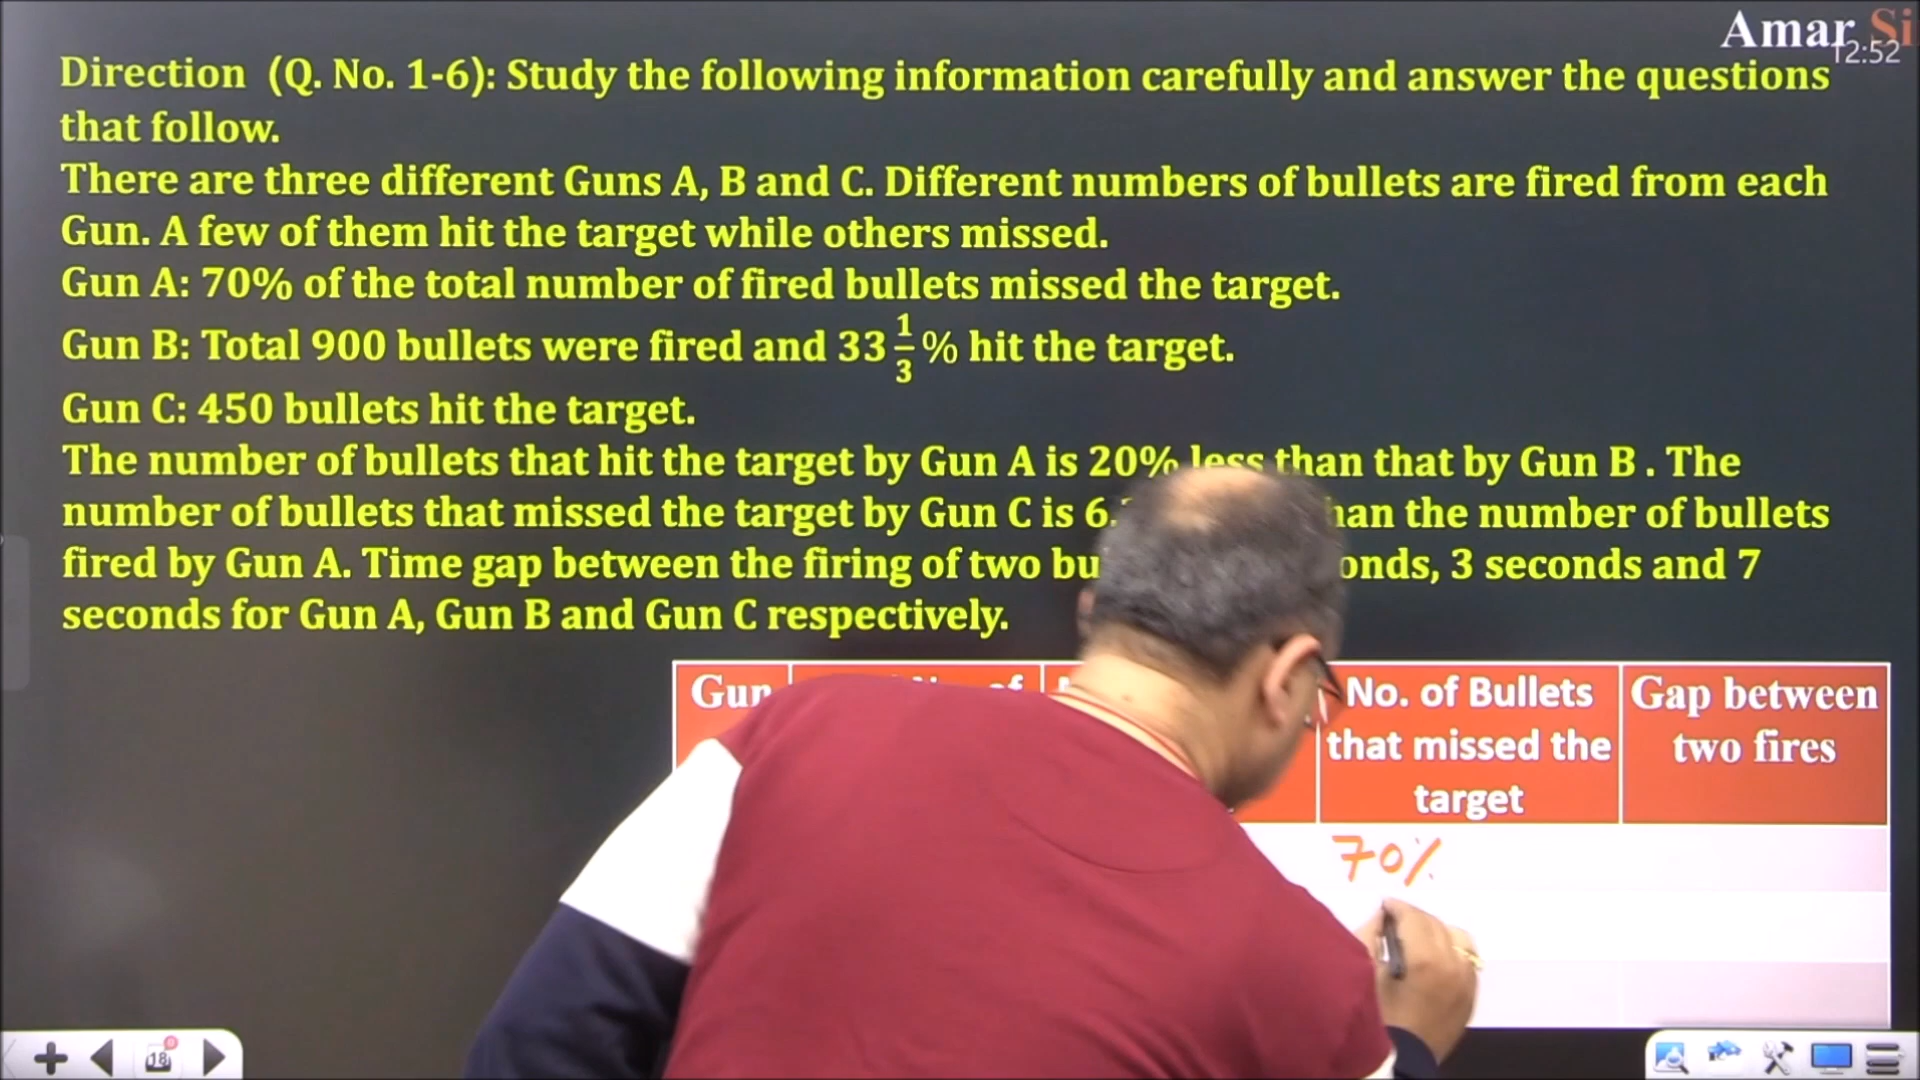 Amar Si
12:52
Direction (Q. No. 1-6): Study the following information carefully and answer the questions
that follow.
There are three different Guns A, B and C. Different numbers of bullets are fired from each
Gun. A few of them hit the target while others missed.
Gun A: 70% of the total number of fired bullets missed the target.
Gun B: Total 900 bullets were fired and 33 1/3 % hit the target.
Gun C: 450 bullets hit the target.
The number of bullets that hit the target by Gun A is 20% less than that by Gun B . The
number of bullets that missed the target by Gun C is 6. han the number of bullets
fired by Gun A. Time gap between the firing of two bu onds, 3 seconds and 7
seconds for Gun A, Gun B and Gun C respectively.
Gun of No. of Bullets Gap between
that missed the two fires
target
70%
18